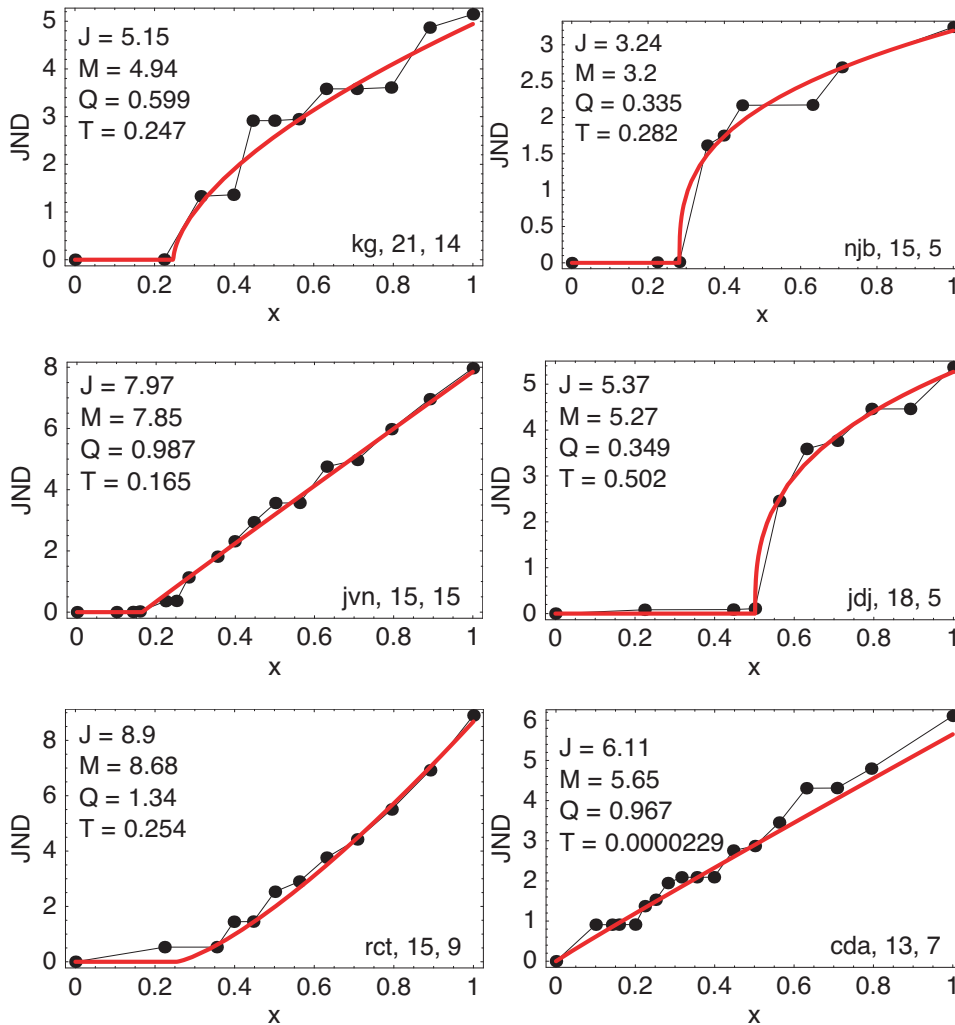 J = 5.15
M = 4.94
Q = 0.599
T = 0.247
kg, 21, 14
JND
5
4
3
2
1
0
0 0.2 0.4 0.6 0.8 1
x
J = 3.24
M = 3.2
Q = 0.335
T = 0.282
njb, 15, 5
JND
3
2.5
2
1.5
1
0.5
0
0 0.2 0.4 0.6 0.8 1
x
J = 7.97
M = 7.85
Q = 0.987
T = 0.165
jvn, 15, 15
JND
8
6
4
2
0
0 0.2 0.4 0.6 0.8 1
x
J = 5.37
M = 5.27
Q = 0.349
T = 0.502
jdj, 18, 5
JND
5
4
3
2
1
0
0 0.2 0.4 0.6 0.8 1
x
J = 8.9
M = 8.68
Q = 1.34
T = 0.254
rct, 15, 9
JND
8
6
4
2
0
0 0.2 0.4 0.6 0.8 1
x
J = 6.11
M = 5.65
Q = 0.967
T = 0.0000229
cda, 13, 7
JND
6
5
4
3
2
1
0
0 0.2 0.4 0.6 0.8 1
x